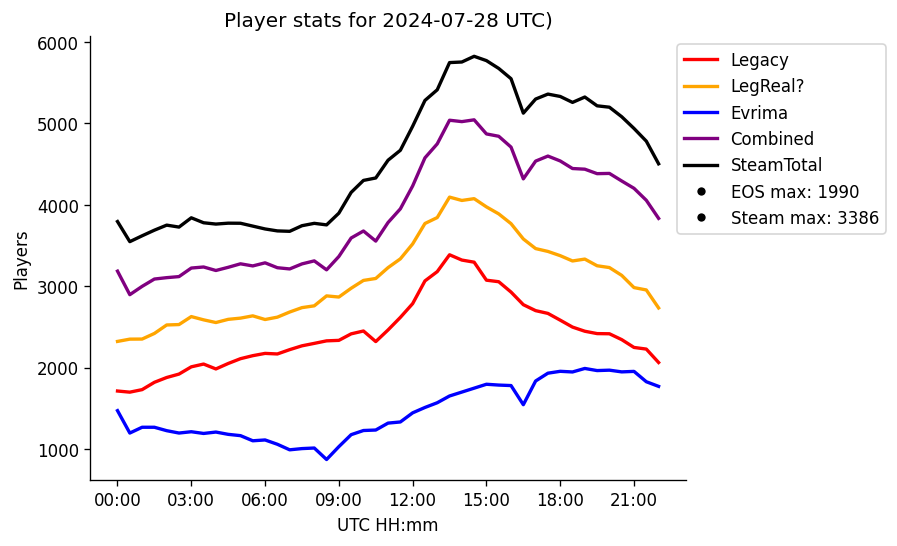 Player stats for 2024-07-28 UTC)
6000
5000
4000
3000
2000
1000
Players
00:00 03:00 06:00 09:00 12:00 15:00 18:00 21:00
UTC HH:mm
Legacy
LegReal?
Evrima
Combined
SteamTotal
EOS max: 1990
Steam max: 3386